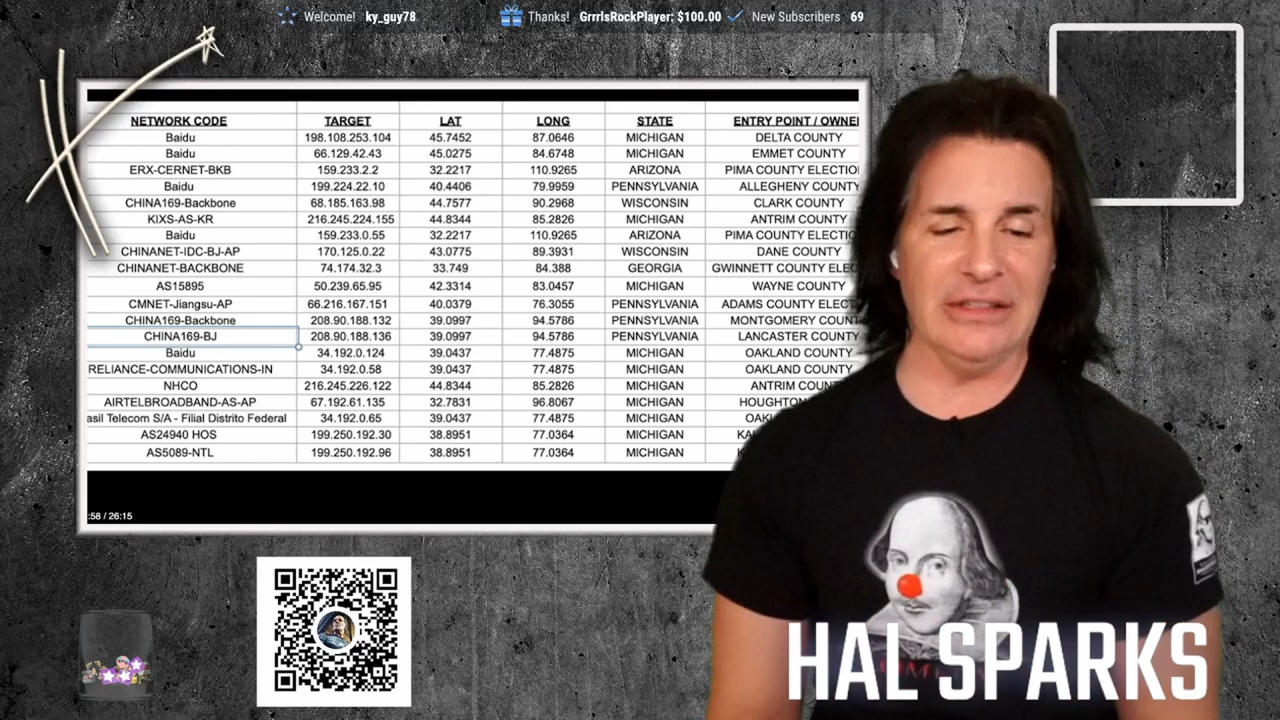 Welcome! ky_guy78 Thanks! GrrrlsRockPlayer: $100.00 New Subscribers 69
NETWORK CODE TARGET LAT LONG STATE ENTRY POINT / OWNE
Baidu 198.108.253.104 45.7452 87.0646 MICHIGAN DELTA COUNTY
Baidu 66.129.42.43 45.0275 84.6748 MICHIGAN EMMET COUNTY
ERX-CERNET-BKB 159.233.2.2 32.2217 110.9265 ARIZONA PIMA COUNTY ELECTIO
Baidu 199.224.22.10 40.4406 79.9959 PENNSYLVANIA ALLEGHENY COUNTY
CHINA169-Backbone 68.185.163.98 44.7577 90.2968 WISCONSIN CLARK COUNTY
KIXS-AS-KR 216.245.224.155 44.8344 85.2826 MICHIGAN ANTRIM COUNTY
Baidu 159.233.0.55 32.2217 110.9265 ARIZONA PIMA COUNTY ELECTIO
CHINANET-IDC-BJ-AP 170.125.0.22 43.0775 89.3931 WISCONSIN DANE COUNTY
CHINANET-BACKBONE 74.174.32.3 33.749 84.388 GEORGIA GWINNETT COUNTY ELEC
AS15895 50.239.65.95 42.3314 83.0457 MICHIGAN WAYNE COUNTY
CMNET-Jiangsu-AP 66.216.167.151 40.0379 76.3055 PENNSYLVANIA ADAMS COUNTY ELECT
CHINA169-Backbone 208.90.188.132 39.0997 94.5786 PENNSYLVANIA MONTGOMERY COUNTY
CHINA169-BJ 208.90.188.136 39.0997 94.5786 PENNSYLVANIA LANCASTER COUNTY
Baidu 34.192.0.124 39.0437 77.4875 MICHIGAN OAKLAND COUNTY
RELIANCE-COMMUNICATIONS-IN 34.192.0.58 39.0437 77.4875 MICHIGAN OAKLAND COUNTY
NHCO 216.245.226.122 44.8344 85.2826 MICHIGAN ANTRIM COUNT
AIRTELBROADBAND-AS-AP 67.192.61.135 32.7831 96.8067 MICHIGAN HOUGHTON
asil Telecom S/A - Filial Distrito Federal 34.192.0.65 39.0437 77.4875 MICHIGAN OAKL
AS24940 HOS 199.250.192.30 38.8951 77.0364 MICHIGAN KA
AS5089-NTL 199.250.192.96 38.8951 77.0364 MICHIGAN
:58 / 26:15
HAL SPARKS